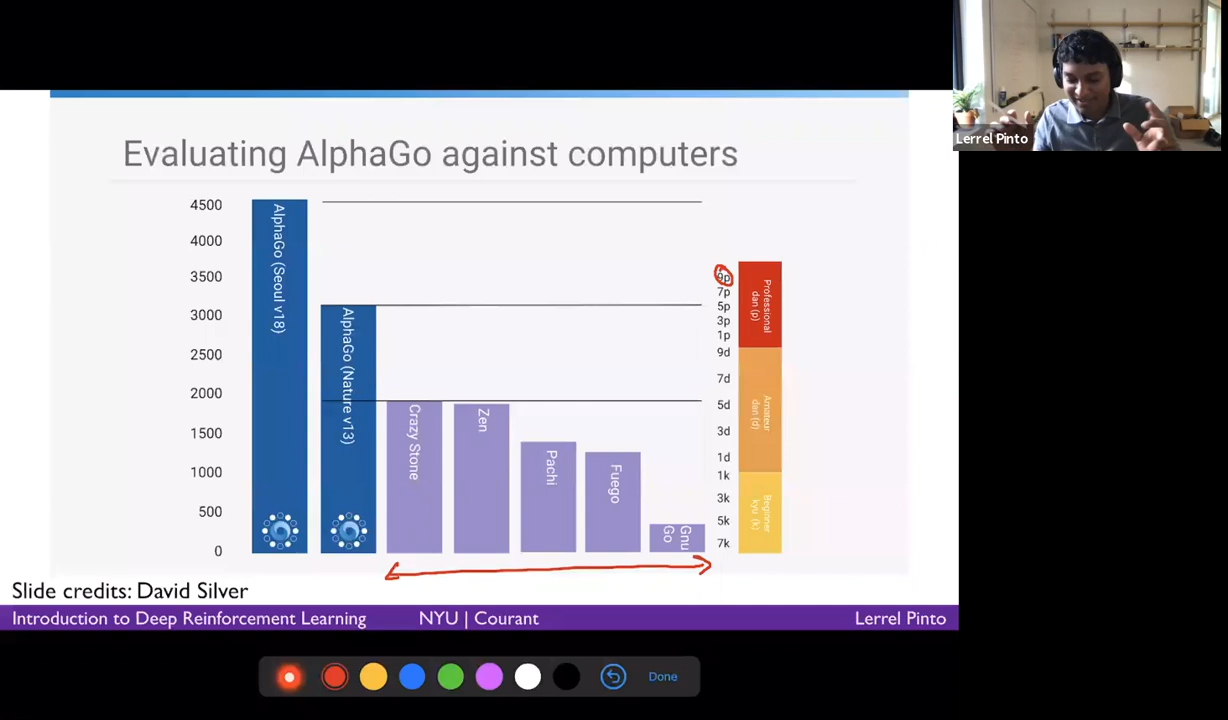 Lerrel Pinto
Evaluating AlphaGo against computers
4500
4000
3500
3000
2500
2000
1500
1000
500
0
AlphaGo (Seoul v18)
AlphaGo (Nature v13)
Crazy Stone
Zen
Pachi
Fuego
Gnu
Go
9p
7p
5p
3p
1p
9d
7d
5d
3d
1d
1k
3k
5k
7k
Professional
dan (p)
Amateur
dan (d)
Beginner
kyu (k)
Slide credits: David Silver
Introduction to Deep Reinforcement Learning NYU | Courant Lerrel Pinto
Done